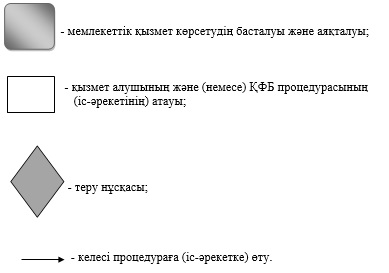 - мемлекеттік қызмет көрсетудің басталуы және аяқталуы;
- қызмет алушының және (немесе) ҚФБ процедурасының
(іс-әрекетінің) атауы;
- теру нұсқасы;
- келесі процедураға (іс-әрекетке) өту.